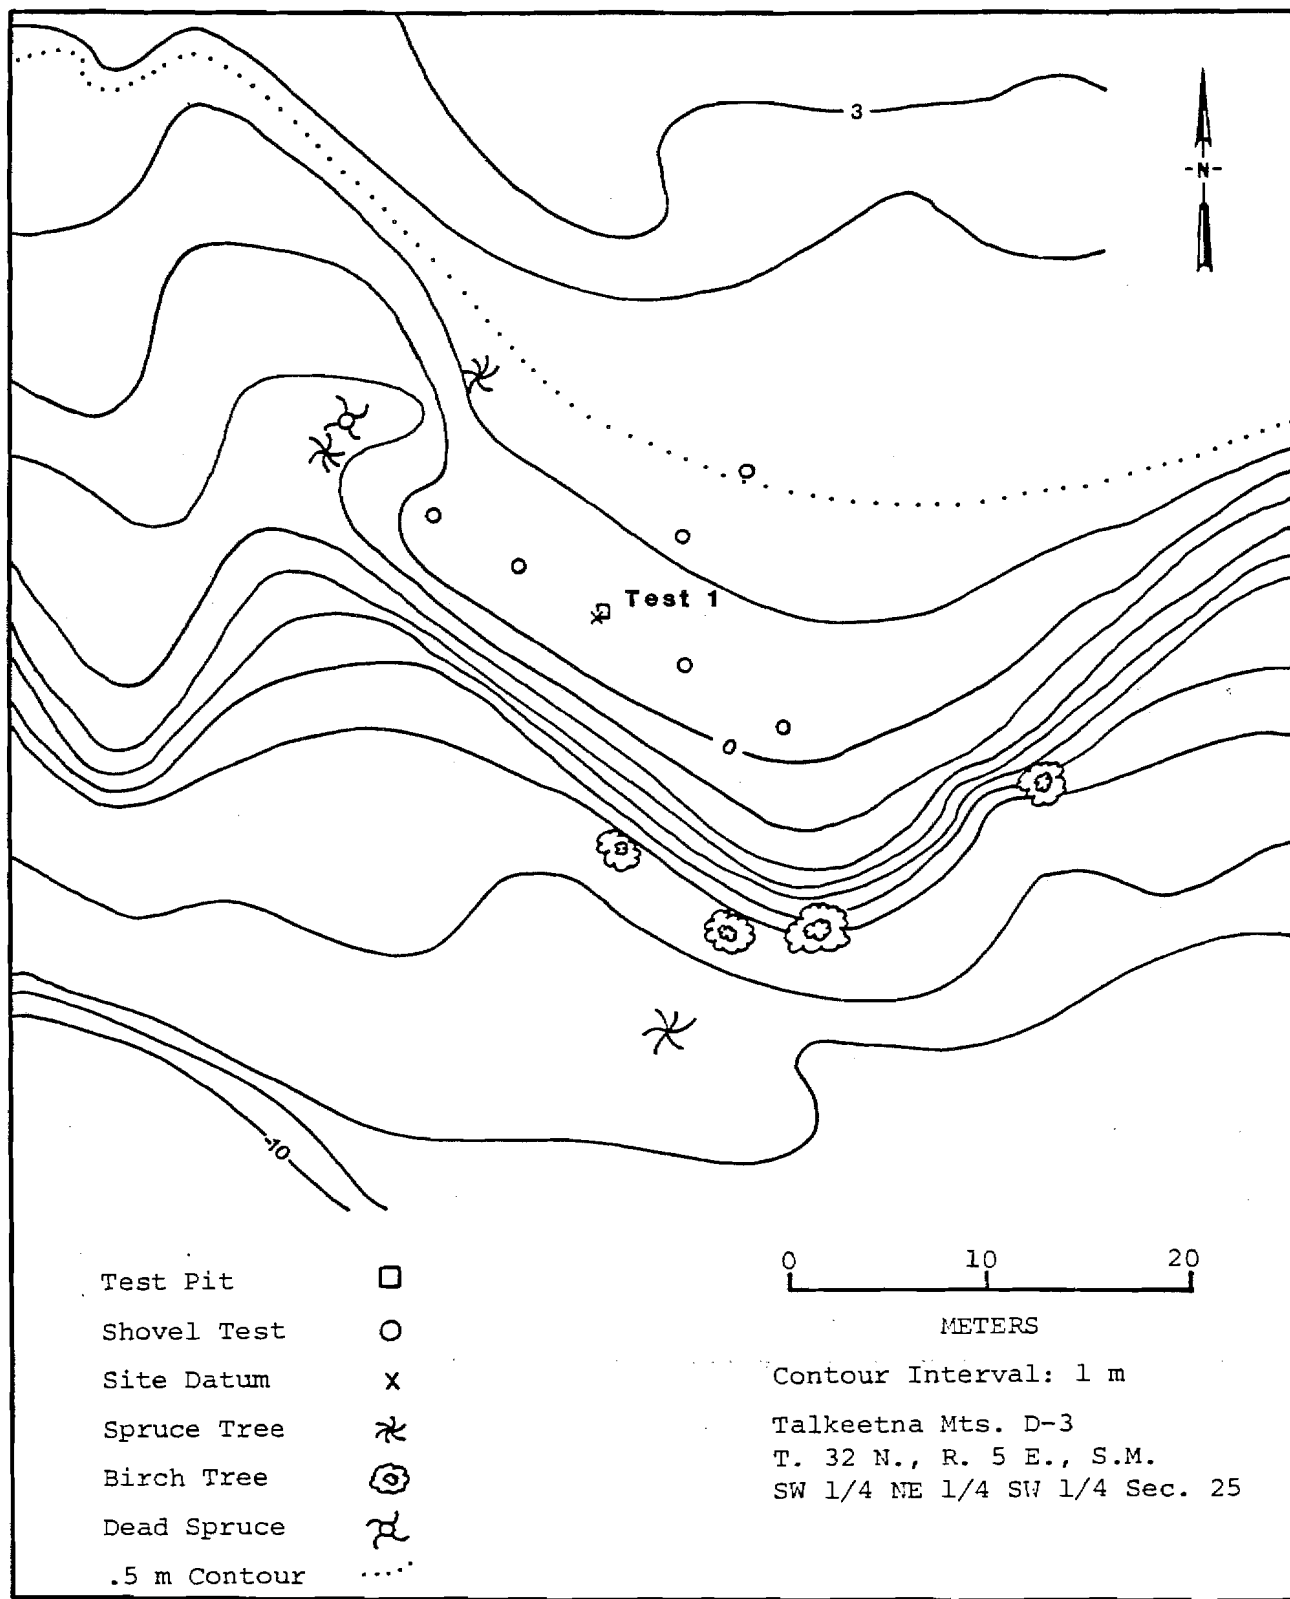 3
-N-
Test 1
0
-10
Test Pit
Shovel Test
Site Datum
Spruce Tree
Birch Tree
Dead Spruce
.5 m Contour
0 10 20
METERS
Contour Interval: 1 m
Talkeetna Mts. D-3
T. 32 N., R. 5 E., S.M.
SW 1/4 NE 1/4 SW 1/4 Sec. 25